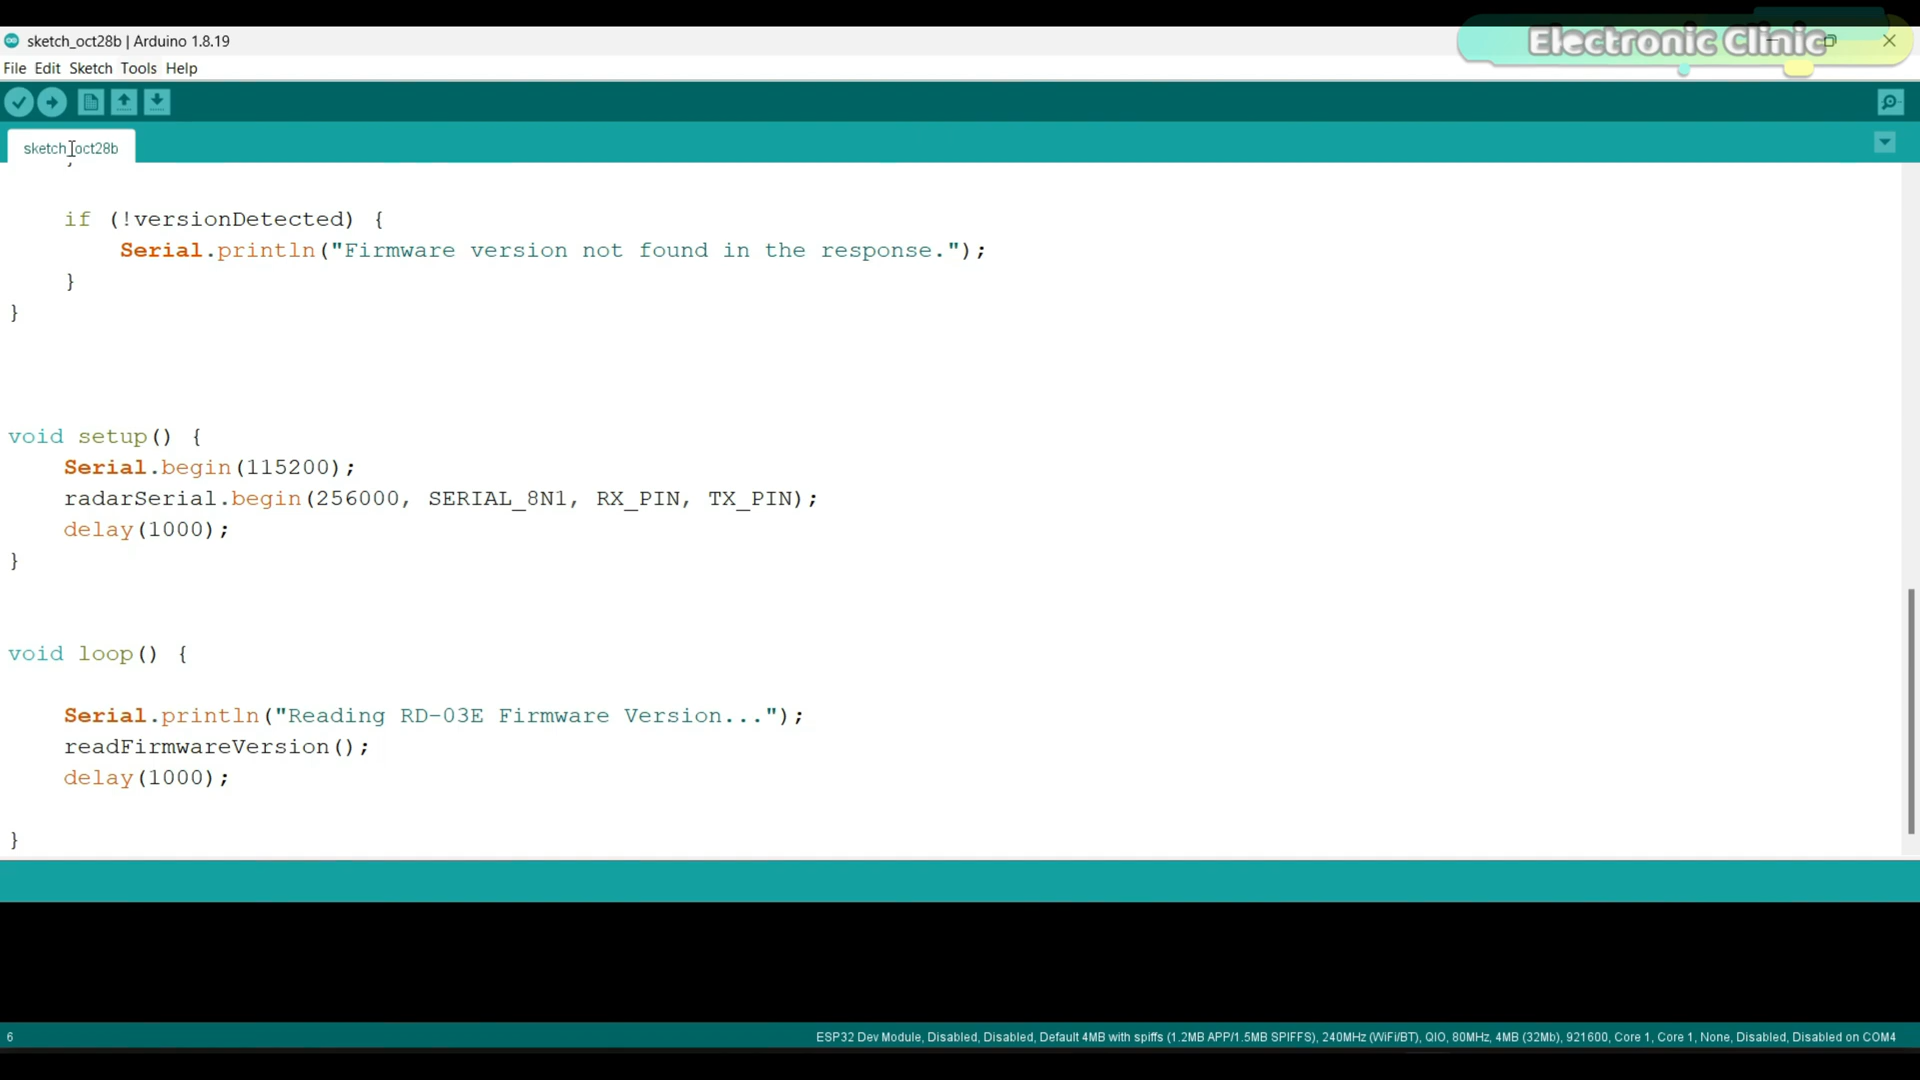 sketch_oct28b | Arduino 1.8.19
Electronic Clinic
File Edit Sketch Tools Help
sketch_oct28b
if (!versionDetected) {
Serial.println("Firmware version not found in the response.");
}
}
void setup() {
Serial.begin(115200);
radarSerial.begin(256000, SERIAL_8N1, RX_PIN, TX_PIN);
delay(1000);
}
void loop() {
Serial.println("Reading RD-03E Firmware Version...");
readFirmwareVersion();
delay(1000);
}
6
ESP32 Dev Module, Disabled, Disabled, Default 4MB with spiffs (1.2MB APP/1.5MB SPIFFS), 240MHz (WiFi/BT), QIO, 80MHz, 4MB (32Mb), 921600, Core 1, Core 1, None, Disabled, Disabled on COM4